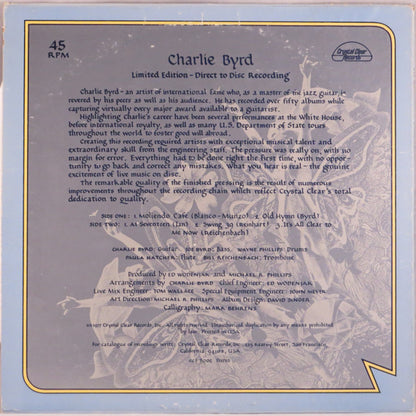 45
RPM
Crystal Clear
Records
Charlie Byrd
Limited Edition - Direct to Disc Recording
Charlie Byrd - an artist of international fame who, as a master of the jazz guitar, is
revered by his peers as well as his audience. He has recorded over fifty albums while
capturing virtually every major award available to a guitarist.
Highlighting Charlie's career have been several performances at the White House,
before international royalty, as well as many U.S. Department of State tours
throughout the world to foster good will abroad.
Creating this recording required artists with exceptional musical talent and
extraordinary skill from the engineering staff. The pressure was really on, with no
margin for error. Everything had to be done right the first time, with no oppor-
tunity to go back and correct any mistakes. What you hear is real - the genuine
excitement of live music on disc.
The remarkable quality of the finished pressing is the result of numerous
improvements throughout the recording chain which reflect Crystal Clear's total
dedication to quality.
Side One: 1. Moliendo Café (Blanco - Manzo) 2. Old Hymn (Byrd)
Side Two: 1. At Seventeen (Ian) 2. Swing 39 (Reinhart) 3. It's All Clear to
Me Now (Reichenbach)
Charlie Byrd: Guitar Joe Byrd: Bass Wayne Phillips: Drums
Paula Hatcher: Flute Bill Reichenbach: Trombone
Produced by Ed Wodenjak and Michael R. Phillips
Arrangements by Charlie Byrd Chief Engineer: Ed Wodenjak
Live Mix Engineer: Tom Wallace Special Equipment Engineer: John Meyer
Art Direction: Michael R. Phillips Album Design: David Binder
Calligraphy: Mark Behrens
Crystal Clear Records, Inc. All rights reserved. Unauthorized duplication by any means prohibited
by law. Printed in U.S.A.
For catalogue of recordings write: Crystal Clear Records, Inc. 225 Kearny Street, San Francisco,
California 94108, U.S.A.